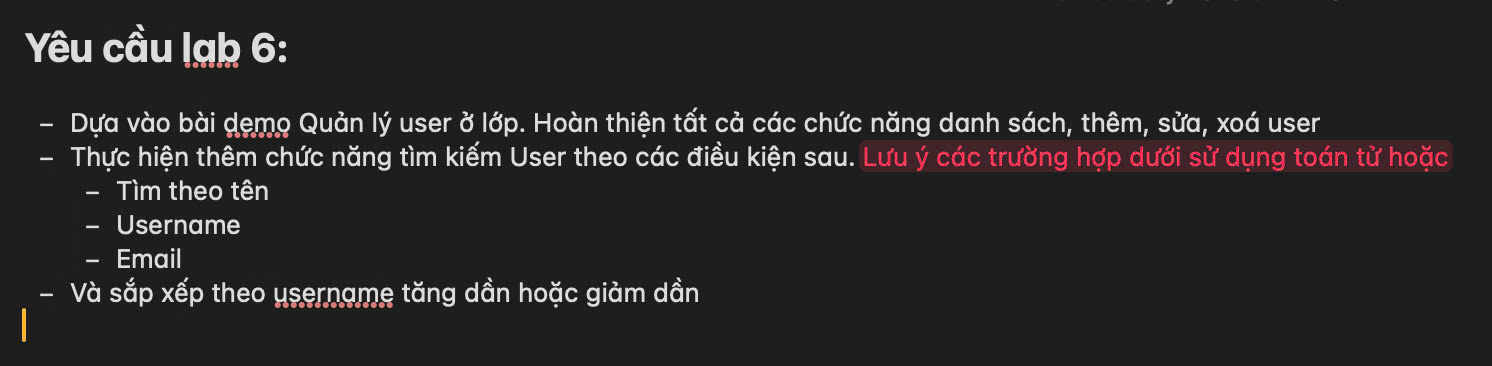 Yêu cầu lab 6:
– Dựa vào bài demo Quản lý user ở lớp. Hoàn thiện tất cả các chức năng danh sách, thêm, sửa, xoá user
– Thực hiện thêm chức năng tìm kiếm User theo các điều kiện sau. Lưu ý các trường hợp dưới sử dụng toán tử hoặc
– Tìm theo tên
– Username
– Email
– Và sắp xếp theo username tăng dần hoặc giảm dần